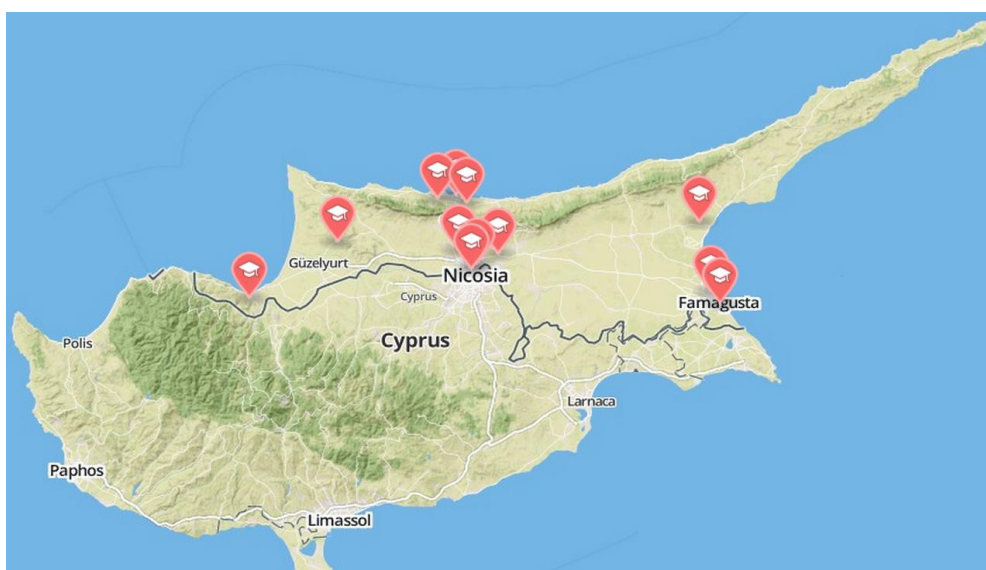 Güzelyurt
Nicosia
Cyprus
Famagusta
Cyprus
Polis
Larnaca
Paphos
Limassol